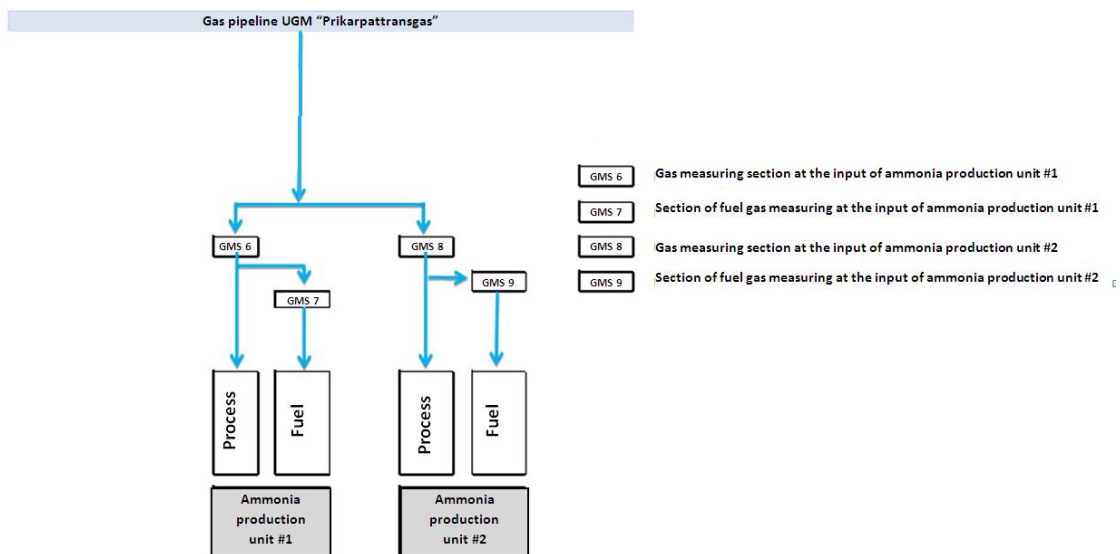 Gas pipeline UGM “Prikarpattransgas”
GMS 6 Gas measuring section at the input of ammonia production unit #1
GMS 7 Section of fuel gas measuring at the input of ammonia production unit #1
GMS 8 Gas measuring section at the input of ammonia production unit #2
GMS 9 Section of fuel gas measuring at the input of ammonia production unit #2
GMS 6
GMS 8
GMS 7
GMS 9
Process
Fuel
Process
Fuel
Ammonia
production
unit #1
Ammonia
production
unit #2